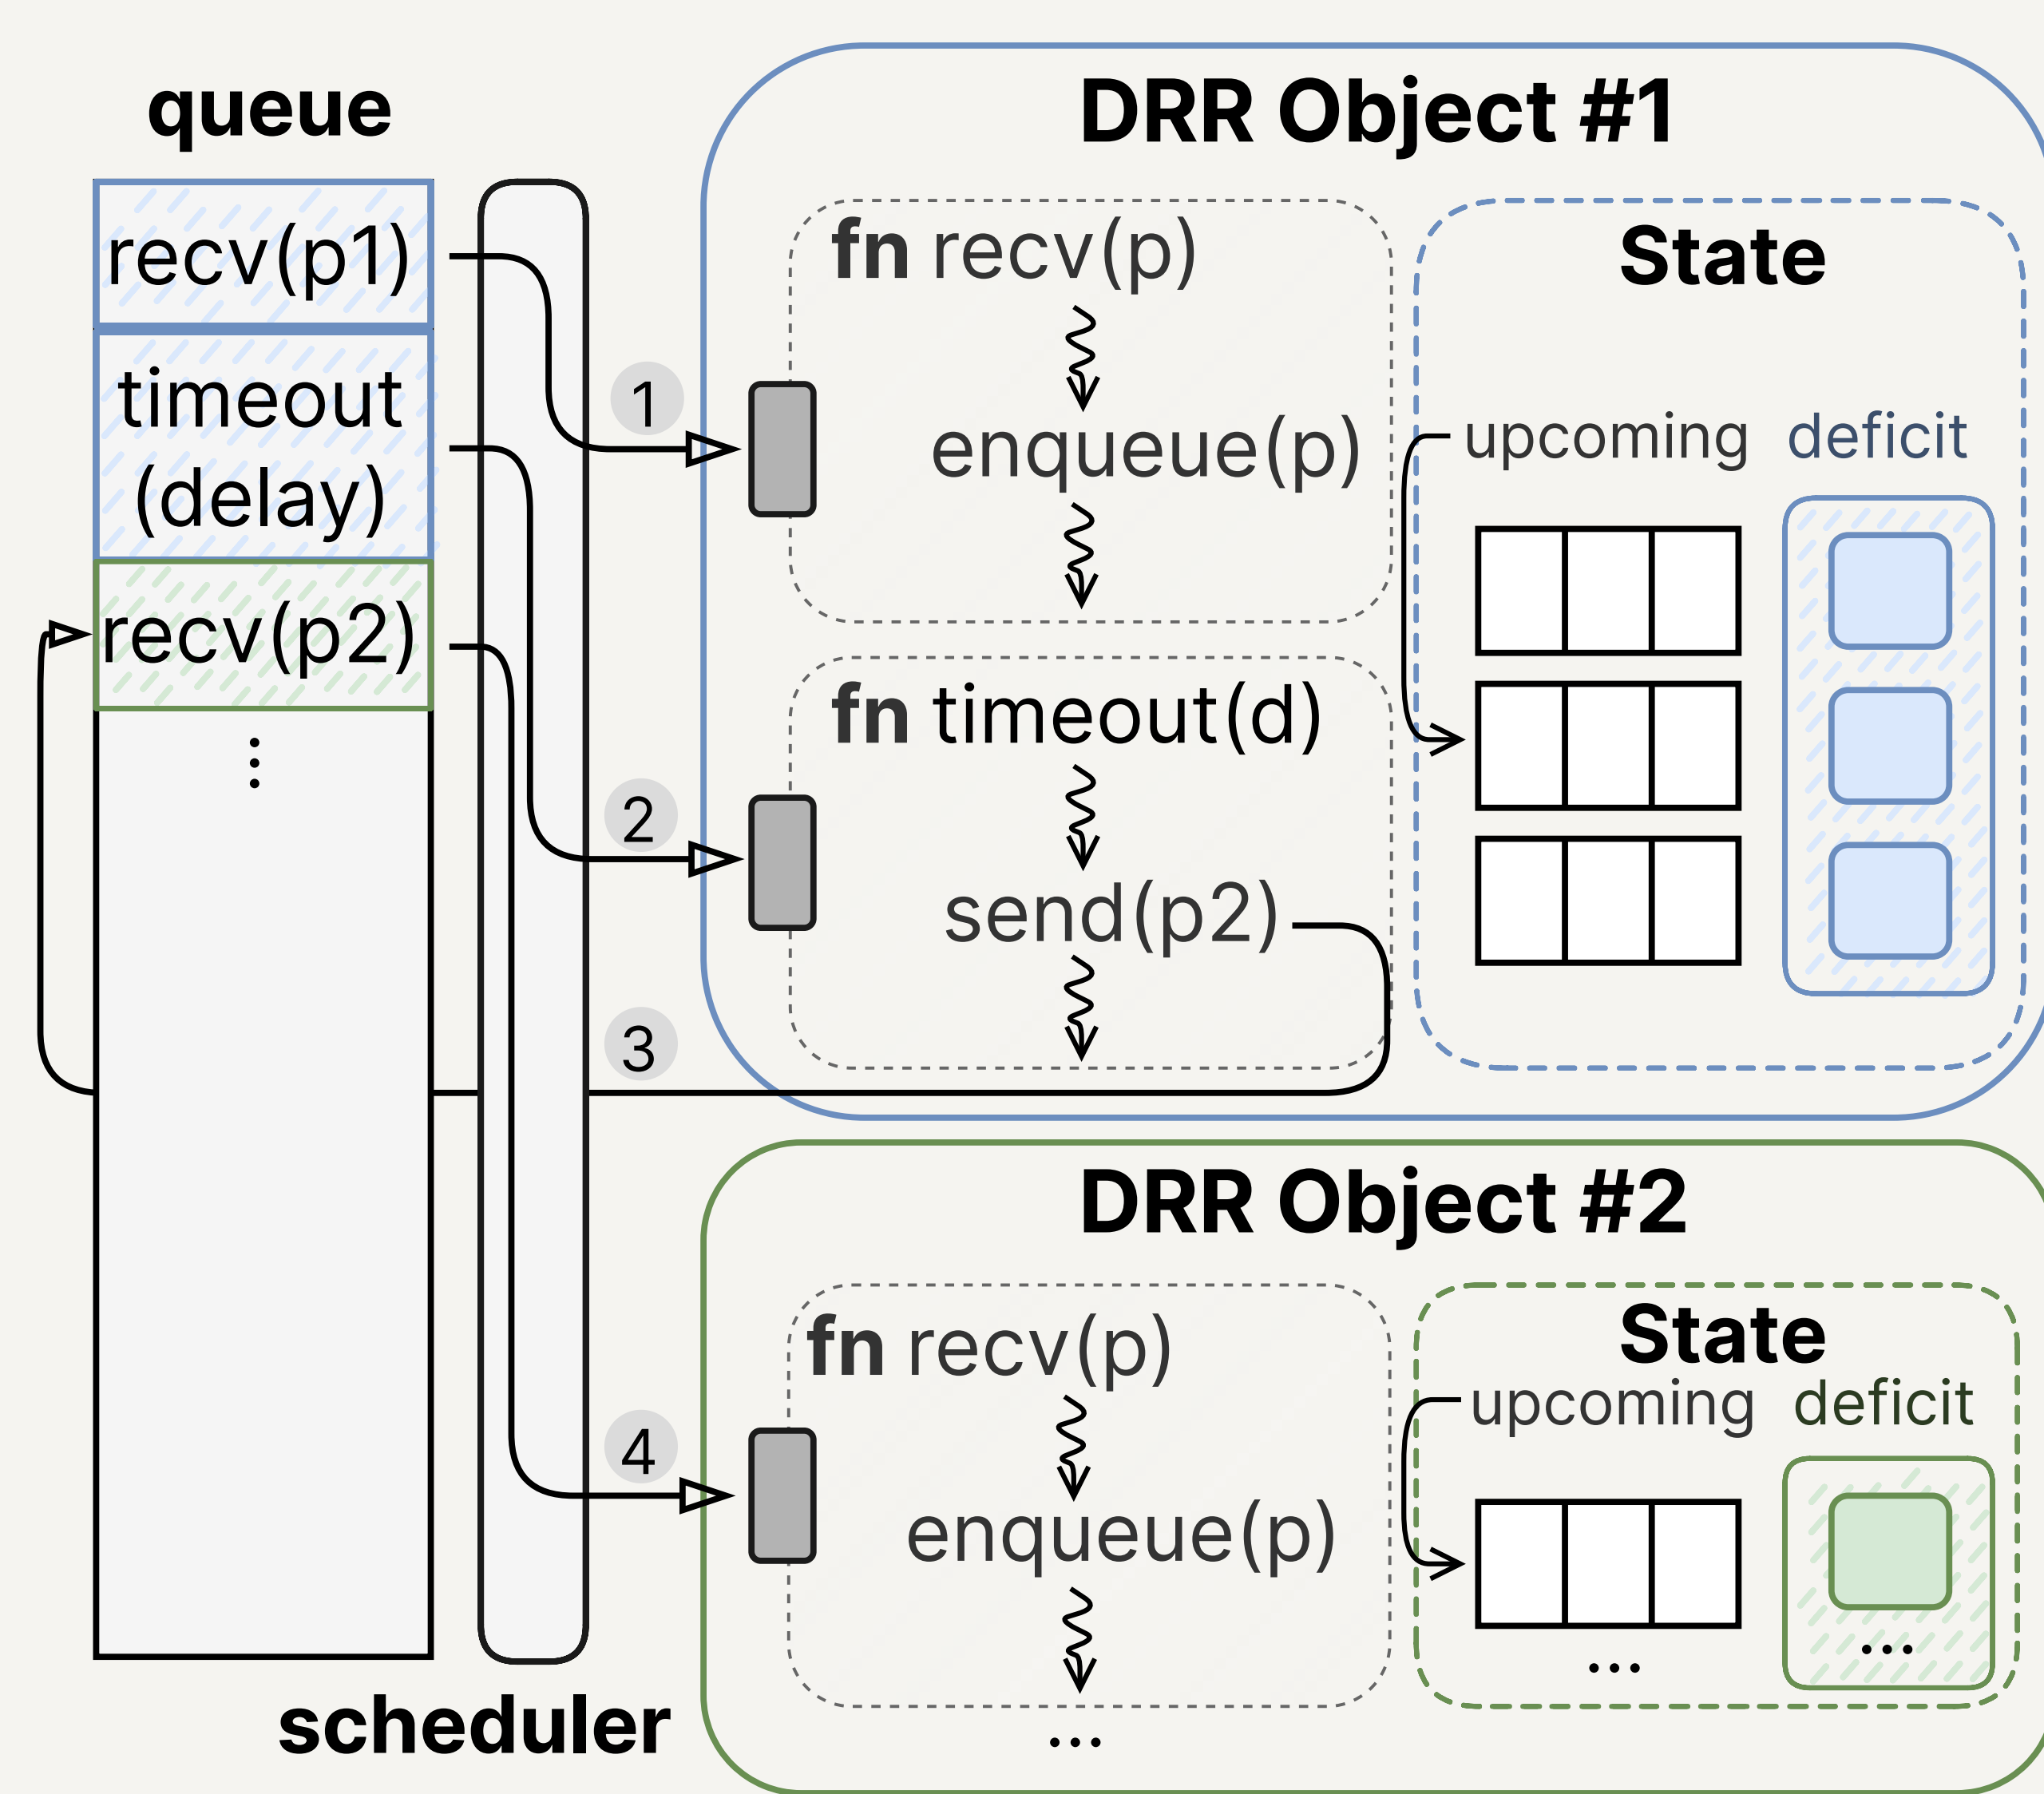 queue
recv(p1)
timeout
(delay)
recv(p2)
⋮
scheduler
1
2
3
4
DRR Object #1
fn recv(p)
enqueue(p)
fn timeout(d)
send(p2)
State
upcoming deficit
DRR Object #2
fn recv(p)
enqueue(p)
...
State
upcoming deficit
...
...